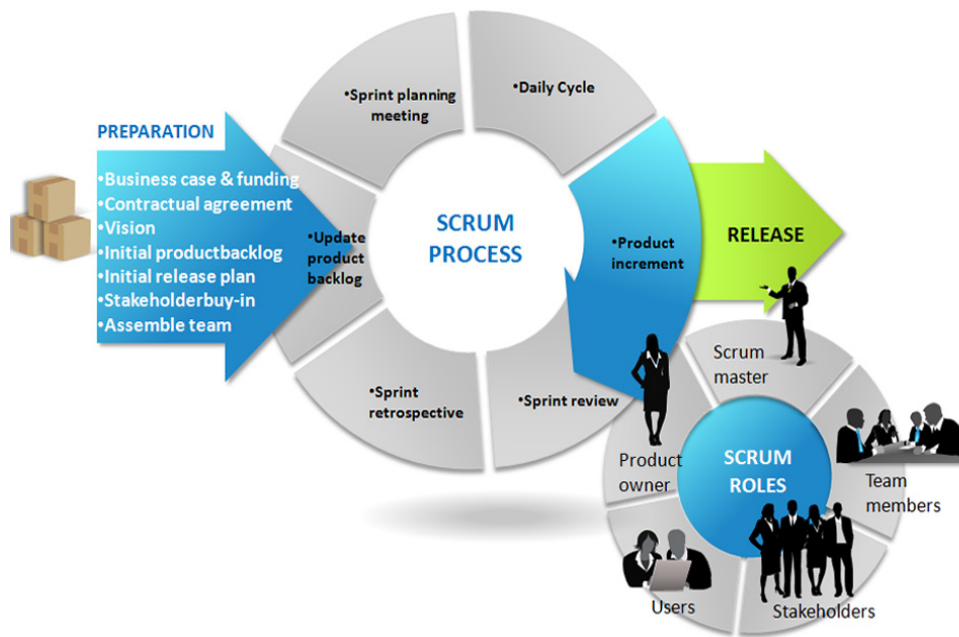 PREPARATION
•Business case & funding
•Contractual agreement
•Vision
•Initial productbacklog
•Initial release plan
•Stakeholderbuy-in
•Assemble team
•Sprint planning
meeting
•Daily Cycle
•Update
product
backlog
SCRUM
PROCESS
•Product
increment
•Sprint
retrospective
•Sprint review
RELEASE
Scrum
master
Product
owner
SCRUM
ROLES
Team
members
Users
Stakeholders